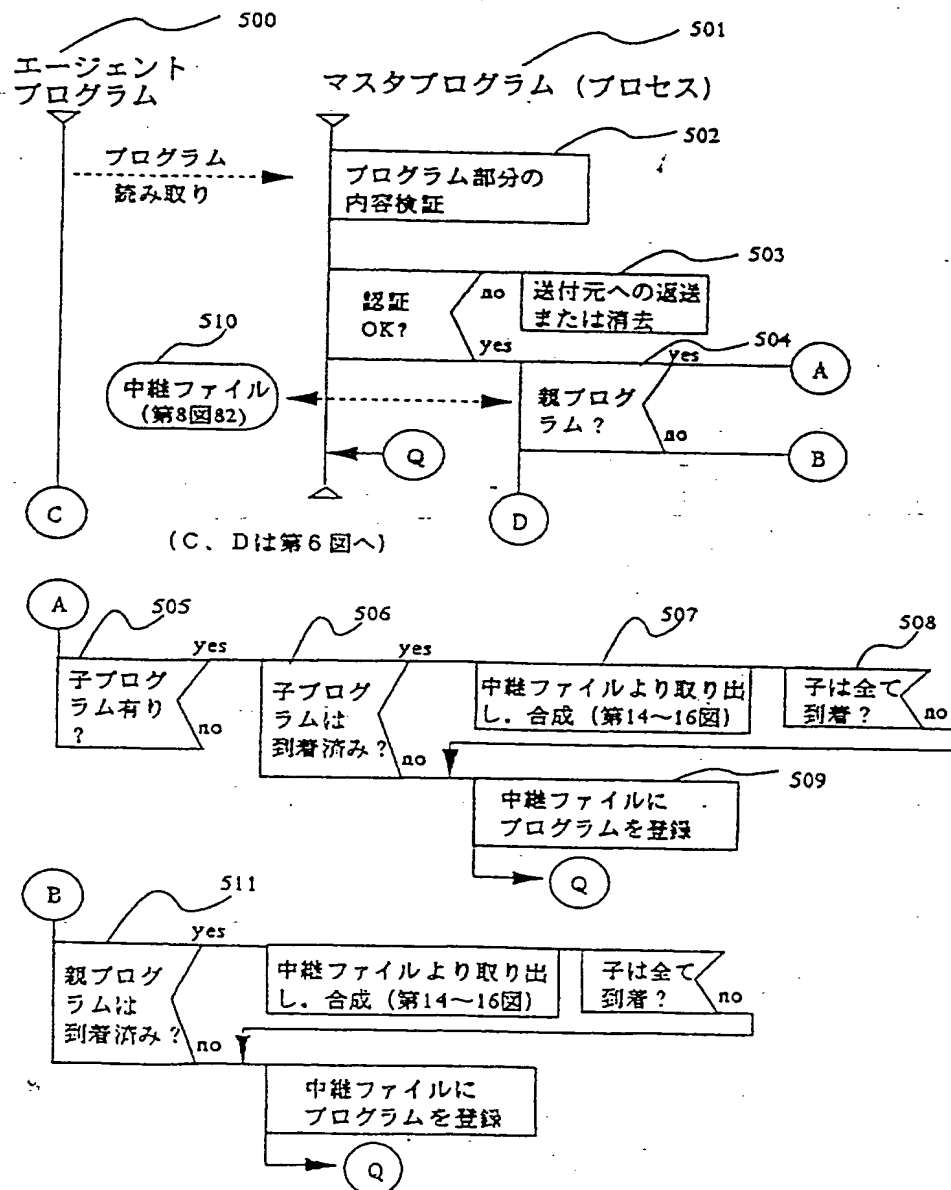 500
501
エージェント
プログラム
マスタプログラム (プロセス)
502
プログラム
読み取り
プログラム部分の
内容検証
503
認証
OK?
no
yes
送付元への返送
または消去
504
510
中継ファイル
(第8図82)
親プログ
ラム?
yes
no
A
B
Q
C
D
(C、Dは第6図へ)
A
505
子プログ
ラム有り
?
yes
no
506
子プログ
ラムは
到着済み?
yes
no
507
中継ファイルより取り出
し.合成 (第14〜16図)
508
子は全て
到着?
no
509
中継ファイルに
プログラムを登録
Q
B
511
親プログ
ラムは
到着済み?
yes
no
中継ファイルより取り出
し.合成 (第14〜16図)
子は全て
到着?
no
中継ファイルに
プログラムを登録
Q